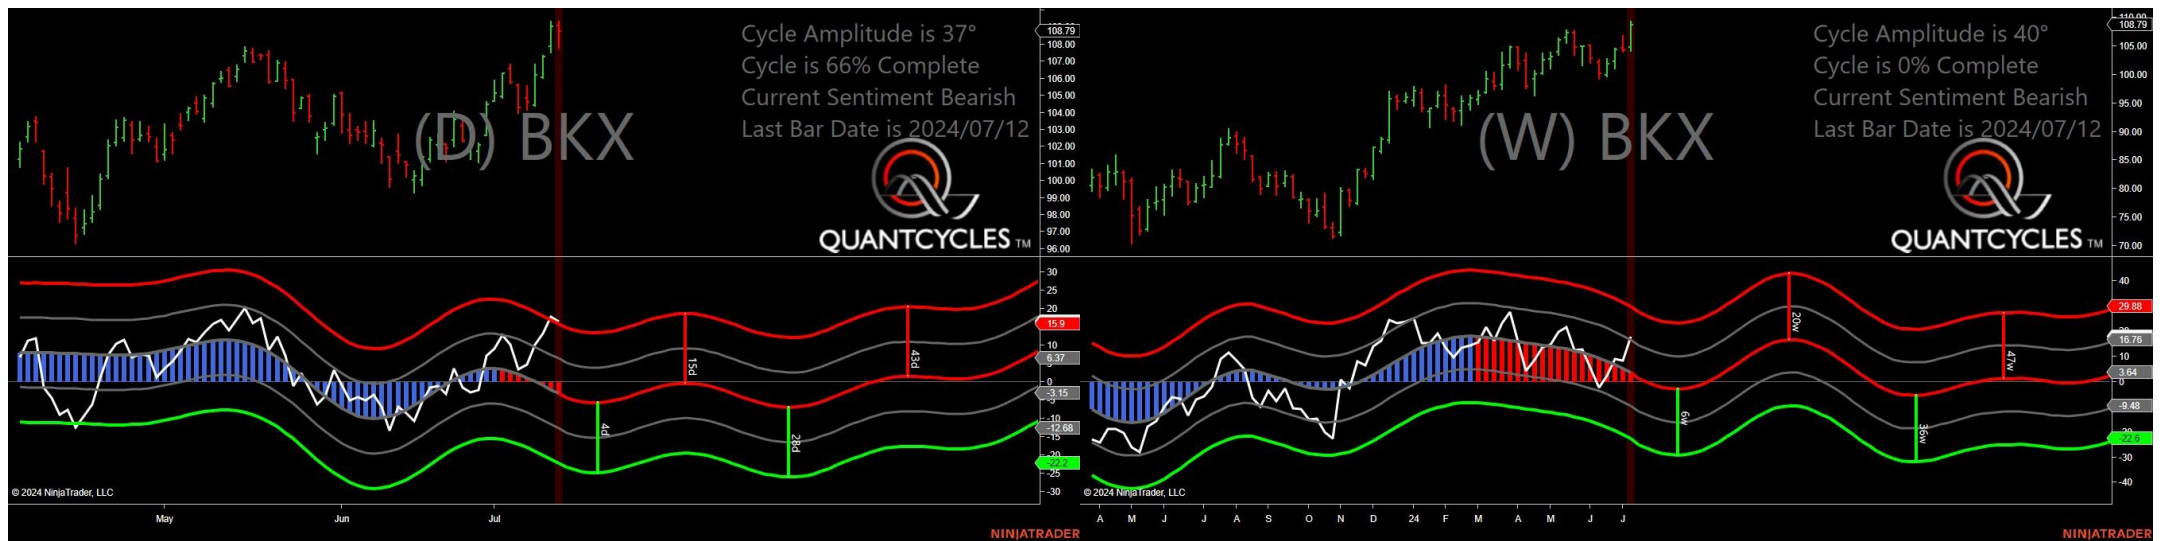 Cycle Amplitude is 37°
Cycle is 66% Complete
Current Sentiment Bearish
Last Bar Date is 2024/07/12
(D) BKX
QUANTCYCLES TM
108.79
108.00
107.00
106.00
105.00
104.00
103.00
102.00
101.00
100.00
99.00
98.00
97.00
96.00
30
25
20
15.9
10
6.37
0
-3.15
-10
-12.68
-15
-20
-22.2
-25
-30
15d
43d
4d
28d
© 2024 NinjaTrader, LLC
May Jun Jul
NINJATRADER
Cycle Amplitude is 40°
Cycle is 0% Complete
Current Sentiment Bearish
Last Bar Date is 2024/07/12
(W) BKX
QUANTCYCLES TM
110.00
108.79
105.00
100.00
95.00
90.00
85.00
80.00
75.00
70.00
40
29.88
16.76
10
3.64
0
-9.48
-22.6
-30
-40
20w
47w
6w
36w
© 2024 NinjaTrader, LLC
A M J J A S O N D 24 F M A M J J
NINJATRADER